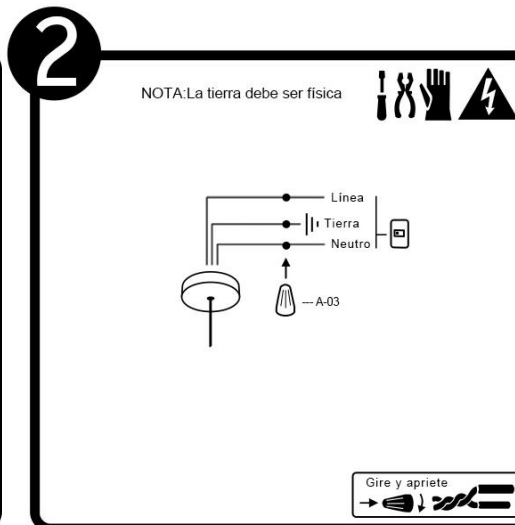 2
NOTA:La tierra debe ser física
Línea
Tierra
Neutro
--- A-03
Gire y apriete